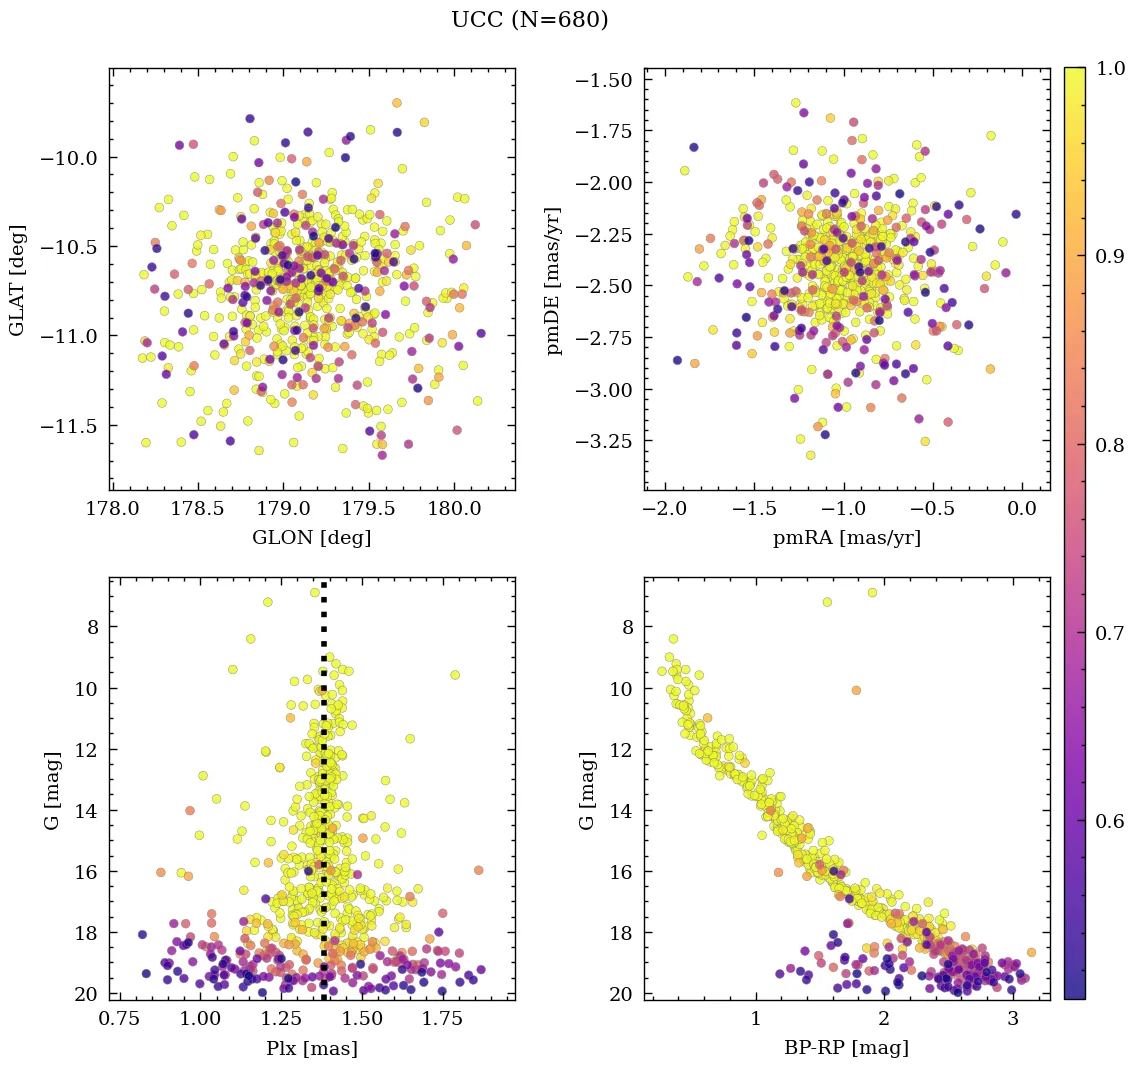 UCC (N=680)
−10.0
−10.5
−11.0
−11.5
GLAT [deg]
178.0 178.5 179.0 179.5 180.0
GLON [deg]
−1.50
−1.75
−2.00
−2.25
−2.50
−2.75
−3.00
−3.25
pmDE [mas/yr]
−2.0 −1.5 −1.0 −0.5 0.0
pmRA [mas/yr]
8
10
12
14
16
18
20
G [mag]
0.75 1.00 1.25 1.50 1.75
Plx [mas]
8
10
12
14
16
18
20
G [mag]
1 2 3
BP-RP [mag]
1.0
0.9
0.8
0.7
0.6